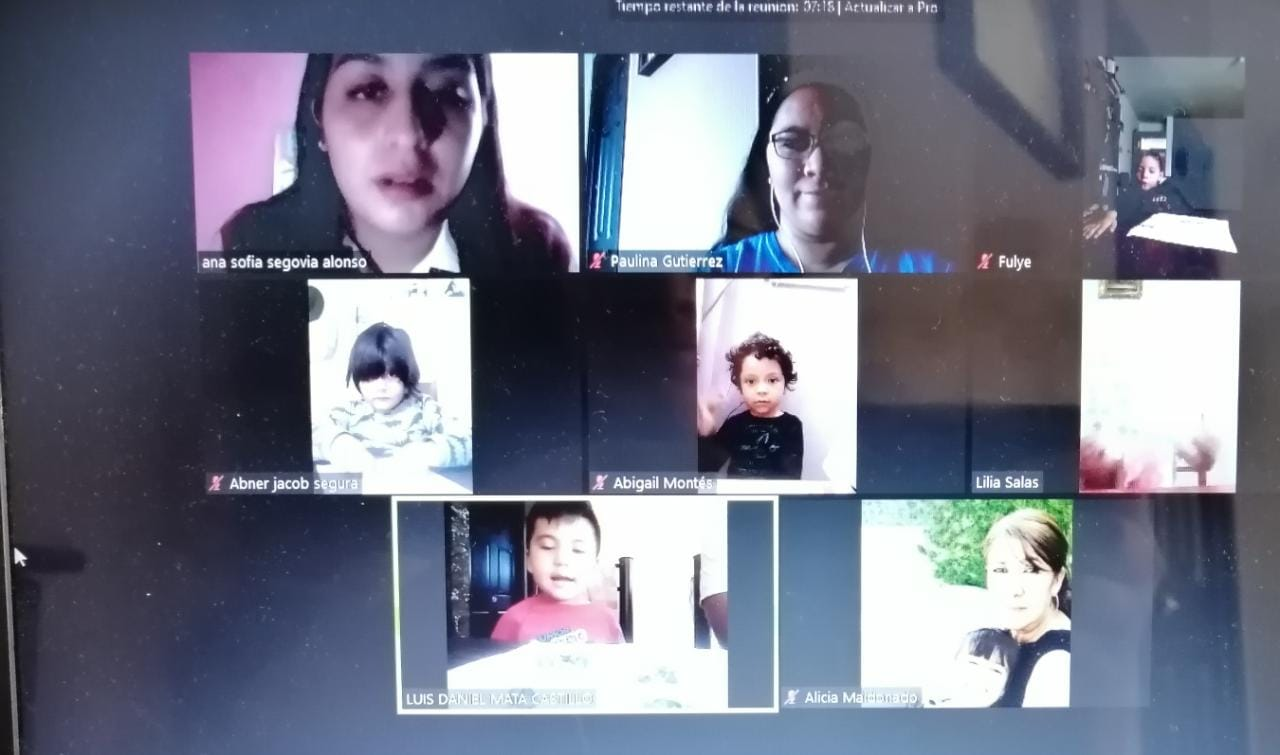 Tiempo restante de la reunion: 07:18 | Actualizar a Pro
ana sofia segovia alonso
Paulina Gutierrez
Fulye
Abner jacob segura
Abigail Montés
Lilia Salas
LUIS DANIEL MATA CASTILLO
Alicia Maldonado